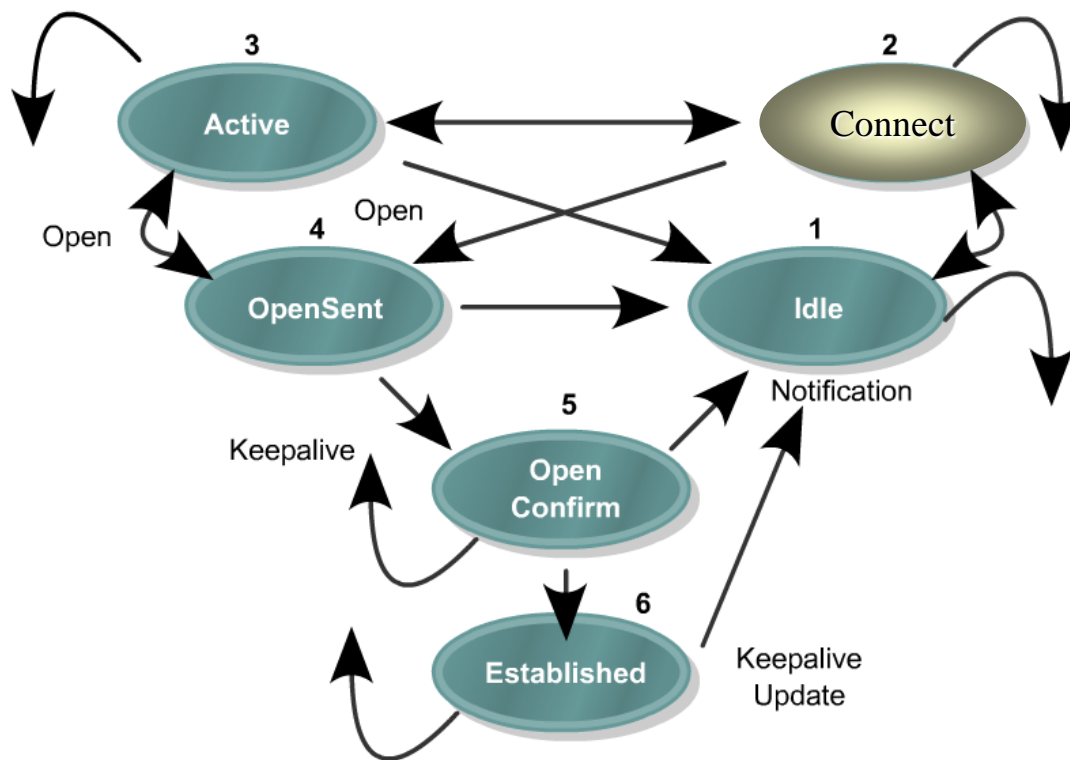 3
2
Active
Connect
Open
Open
4
1
OpenSent
Idle
Notification
5
Keepalive
Open
Confirm
6
Established
Keepalive
Update